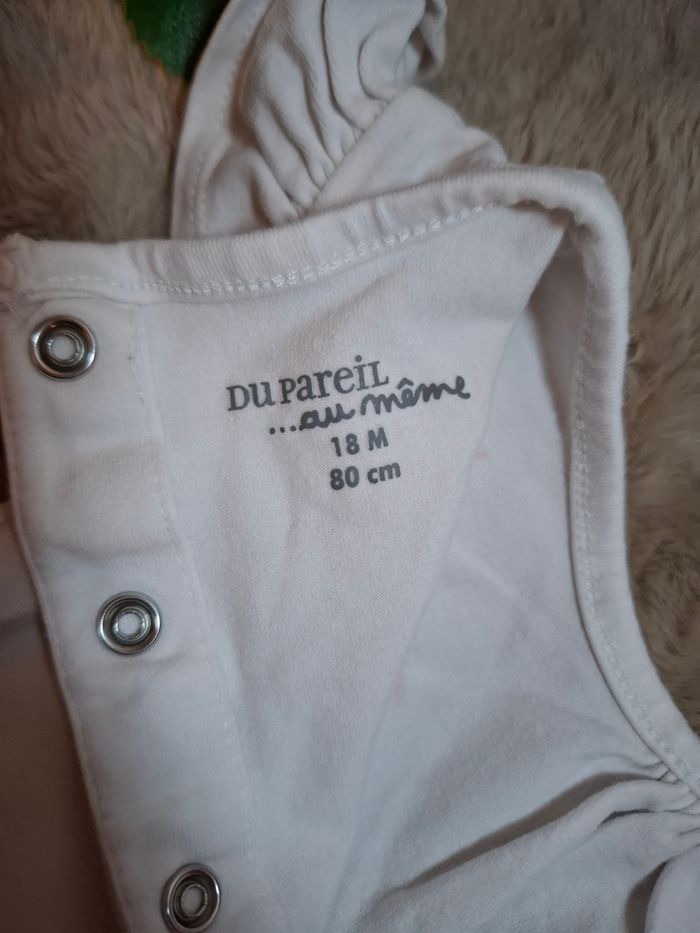 DU PAREIL
...au même
18 M
80 cm